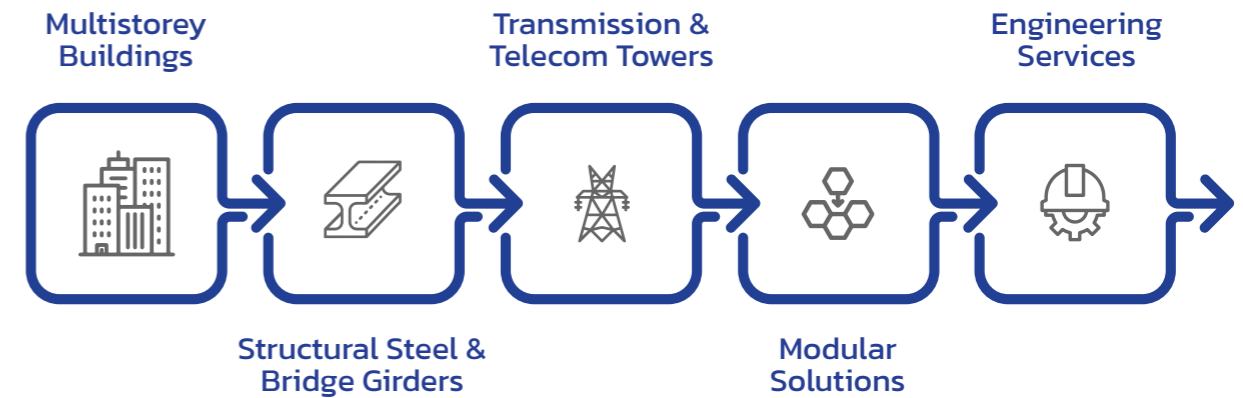 Multistorey
Buildings
Structural Steel &
Bridge Girders
Transmission &
Telecom Towers
Modular
Solutions
Engineering
Services